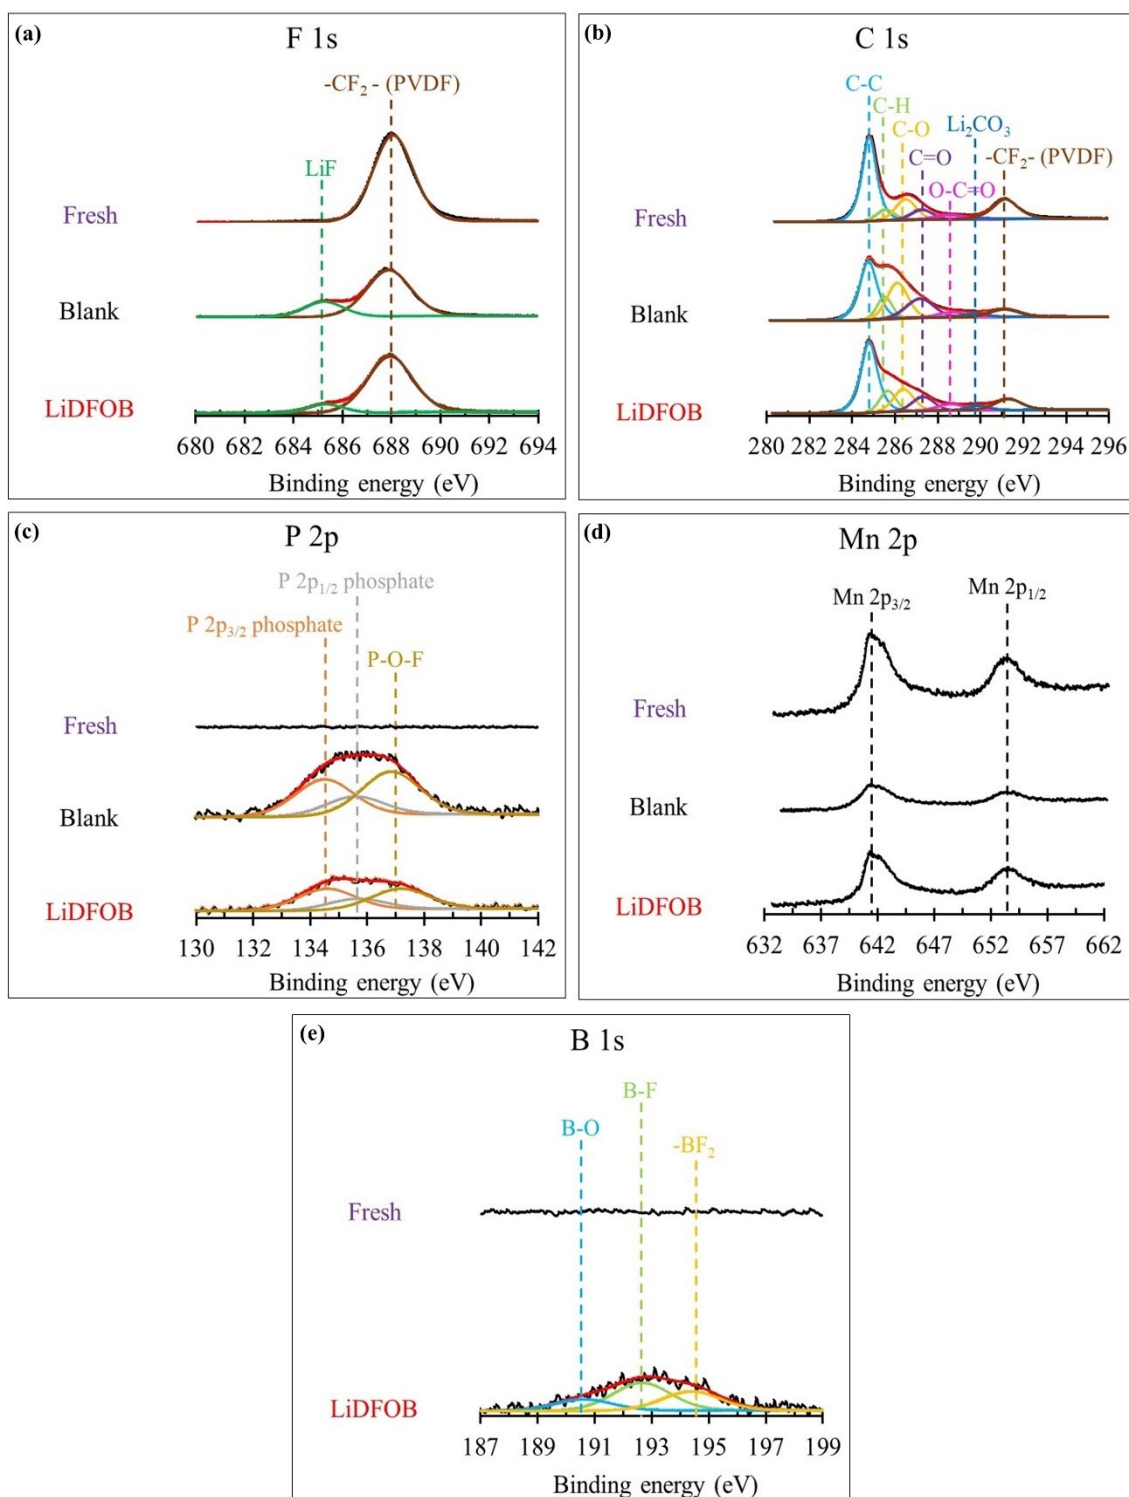 (a)
F 1s
-CF₂ - (PVDF)
LiF
Fresh
Blank
LiDFOB
680 682 684 686 688 690 692 694
Binding energy (eV)
(b)
C 1s
C-C
C-H
C-O
Li₂CO₃
C=O
-CF₂- (PVDF)
O-C=O
Fresh
Blank
LiDFOB
280 282 284 286 288 290 292 294 296
Binding energy (eV)
(c)
P 2p
P 2p₁/₂ phosphate
P 2p₃/₂ phosphate
P-O-F
Fresh
Blank
LiDFOB
130 132 134 136 138 140 142
Binding energy (eV)
(d)
Mn 2p
Mn 2p₃/₂
Mn 2p₁/₂
Fresh
Blank
LiDFOB
632 637 642 647 652 657 662
Binding energy (eV)
(e)
B 1s
B-F
B-O
-BF₂
Fresh
LiDFOB
187 189 191 193 195 197 199
Binding energy (eV)